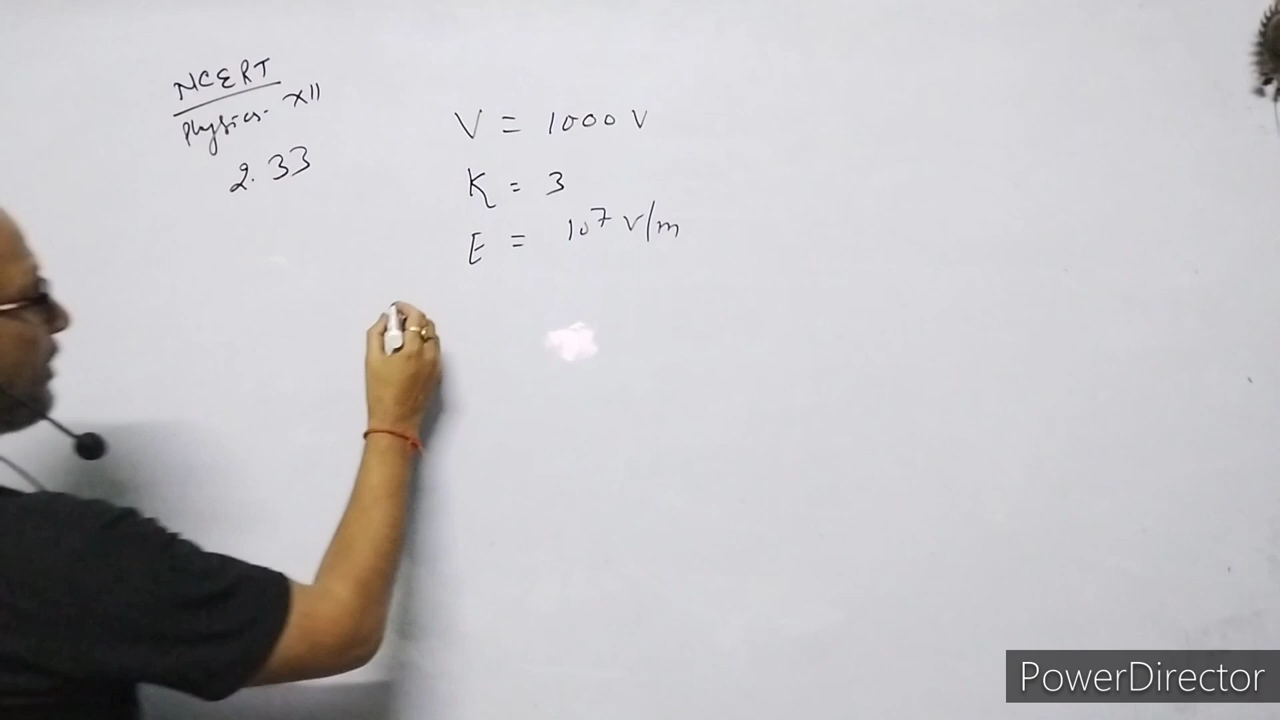 NCERT
Physics- XII
2.33
V = 1000 V
K = 3
E = 10⁷ V/m
PowerDirector